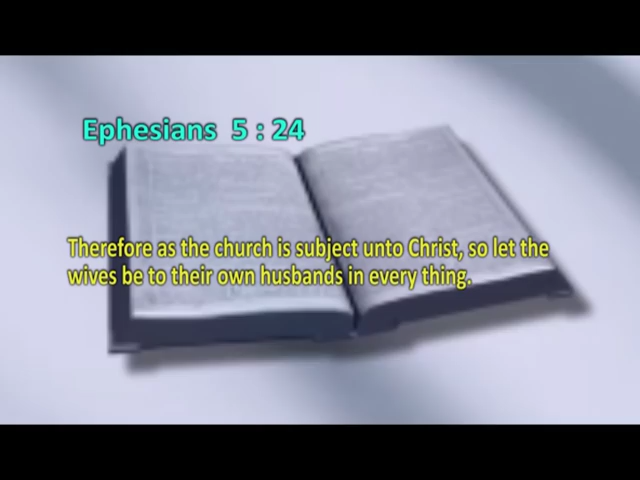 Ephesians 5 : 24
Therefore as the church is subject unto Christ, so let the
wives be to their own husbands in every thing.